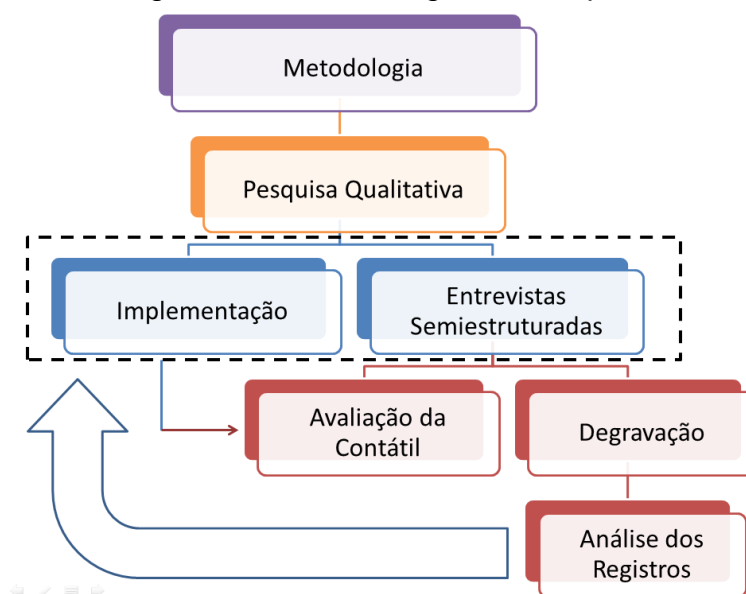 Metodologia
Pesquisa Qualitativa
Implementação
Entrevistas
Semiestruturadas
Avaliação da
Contátil
Degravação
Análise dos
Registros